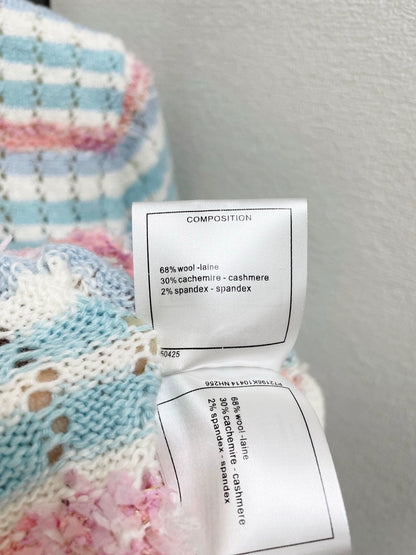 COMPOSITION
68% wool -laine
30% cachemire - cashmere
2% spandex - spandex
50425
68% wool -laine
30% cachemire - cashmere
2% spandex - spandex